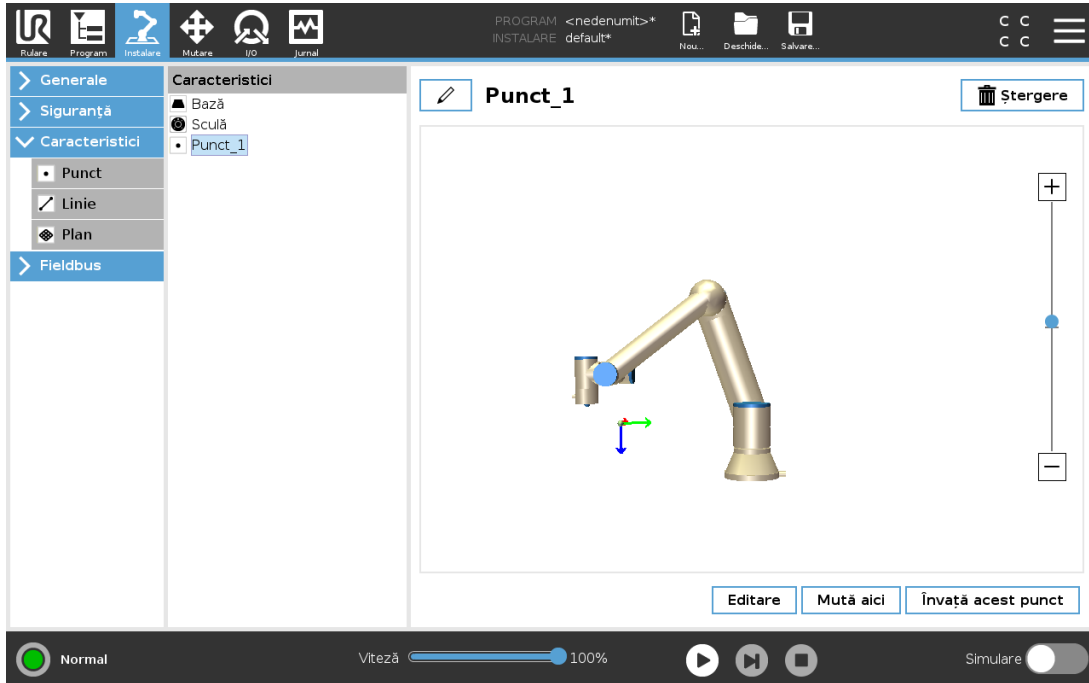 UR
PROGRAM <nedenumit>*
INSTALARE default*
Rulare
Program
Instalare
Mutare
I/O
Jurnal
Nou...
Deschide...
Salvare...
C C
C C
Generale
Siguranță
Caracteristici
Punct
Linie
Plan
Fieldbus
Caracteristici
Bază
Sculă
Punct_1
Punct_1
Ștergere
Editare
Mută aici
Învață acest punct
Normal
Viteză
100%
Simulare